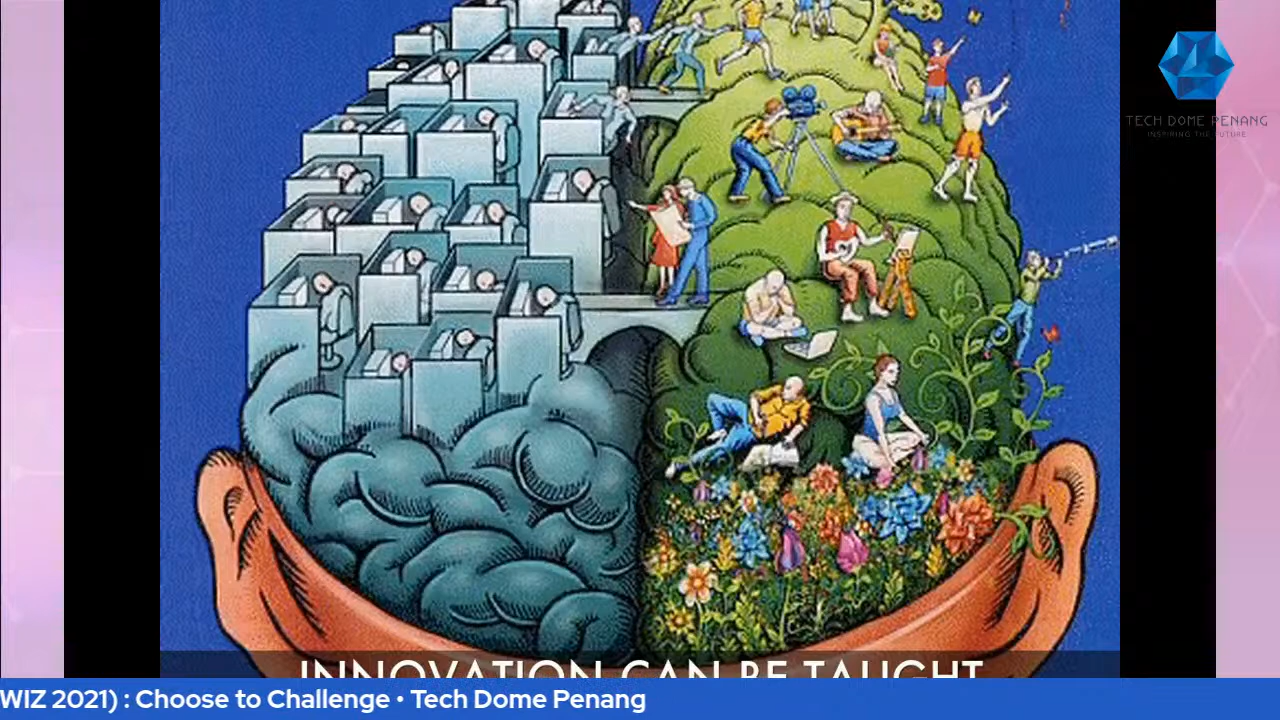 TECH DOME PENANG
INSPIRING THE FUTURE
INNOVATION CAN BE TAUGHT
WIZ 2021) : Choose to Challenge • Tech Dome Penang